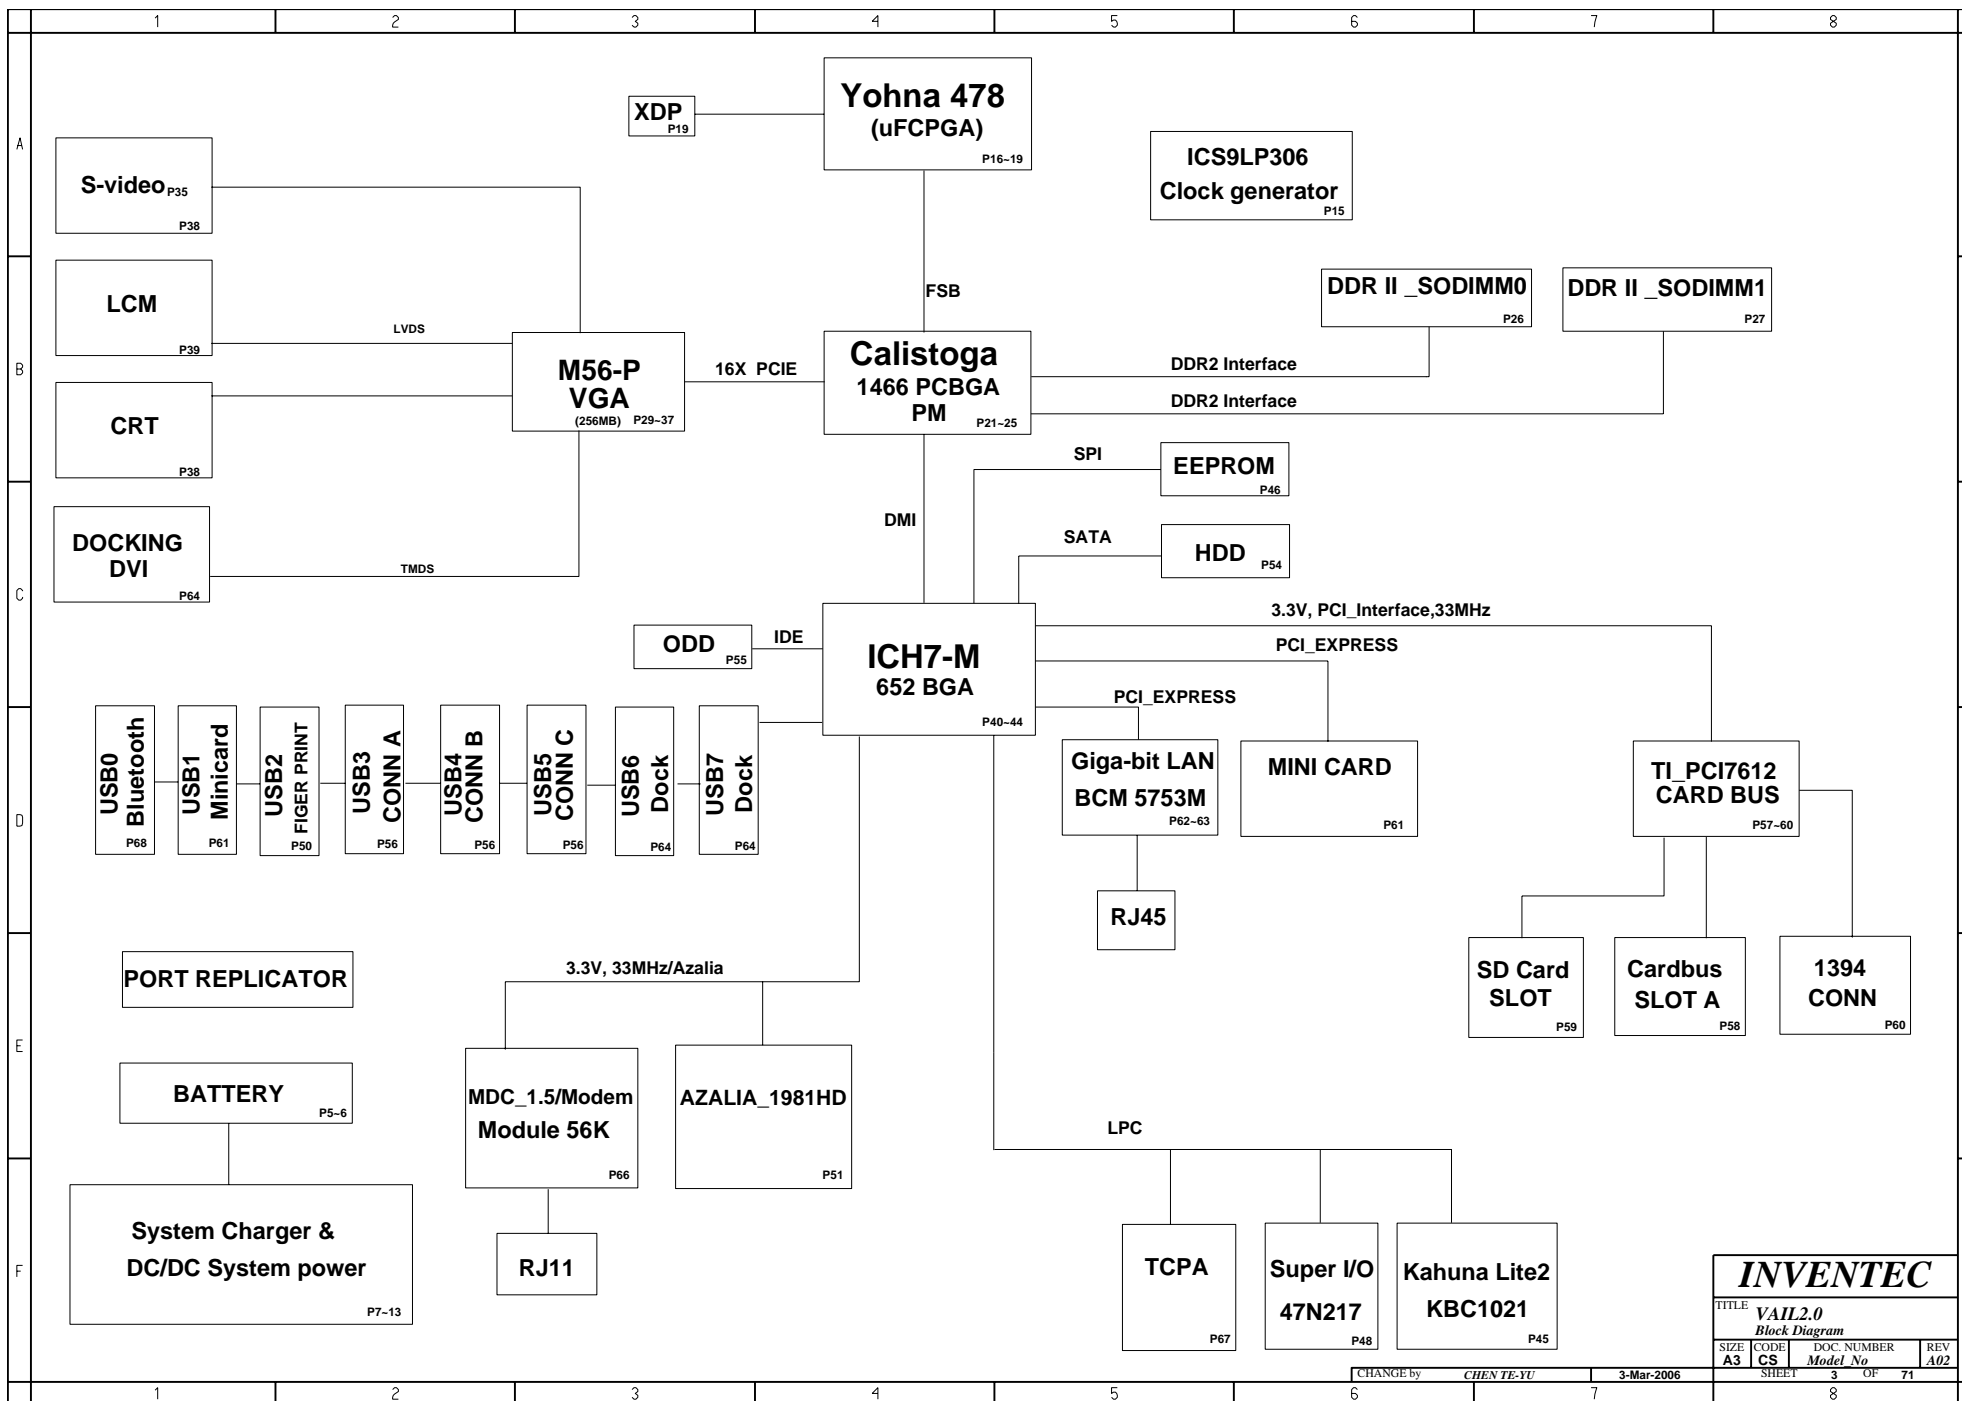 1 2 3 4 5 6 7 8
A
B
C
D
E
F
XDP
P19
Yohna 478
(uFCPGA)
P16~19
ICS9LP306
Clock generator
P15
S-video P35
P38
FSB
LCM
P39
LVDS
DDR II _SODIMM0
P26
DDR II _SODIMM1
P27
M56-P
VGA
(256MB) P29~37
16X PCIE
Calistoga
1466 PCBGA
PM
P21~25
DDR2 Interface
DDR2 Interface
CRT
P38
SPI
EEPROM
P46
DMI
DOCKING
DVI
P64
TMDS
SATA
HDD
P54
ODD
P55
IDE
ICH7-M
652 BGA
P40~44
3.3V, PCI_Interface,33MHz
PCI_EXPRESS
PCI_EXPRESS
USB0
Bluetooth
P68
USB1
Minicard
P61
USB2
FIGER PRINT
P50
USB3
CONN A
P56
USB4
CONN B
P56
USB5
CONN C
P56
USB6
Dock
P64
USB7
Dock
P64
Giga-bit LAN
BCM 5753M
P62~63
MINI CARD
P61
TI_PCI7612
CARD BUS
P57~60
RJ45
PORT REPLICATOR
3.3V, 33MHz/Azalia
SD Card
SLOT
P59
Cardbus
SLOT A
P58
1394
CONN
P60
BATTERY
P5~6
MDC_1.5/Modem
Module 56K
P66
AZALIA_1981HD
P51
LPC
System Charger &
DC/DC System power
P7~13
RJ11
TCPA
P67
Super I/O
47N217
P48
Kahuna Lite2
KBC1021
P45
INVENTEC
TITLE VAIL2.0
Block Diagram
SIZE CODE DOC. NUMBER REV
A3 CS Model_No A02
CHANGE by CHEN TE-YU 3-Mar-2006 SHEET 3 OF 71
1 2 3 4 5 6 7 8
A
B
C
D
E
F